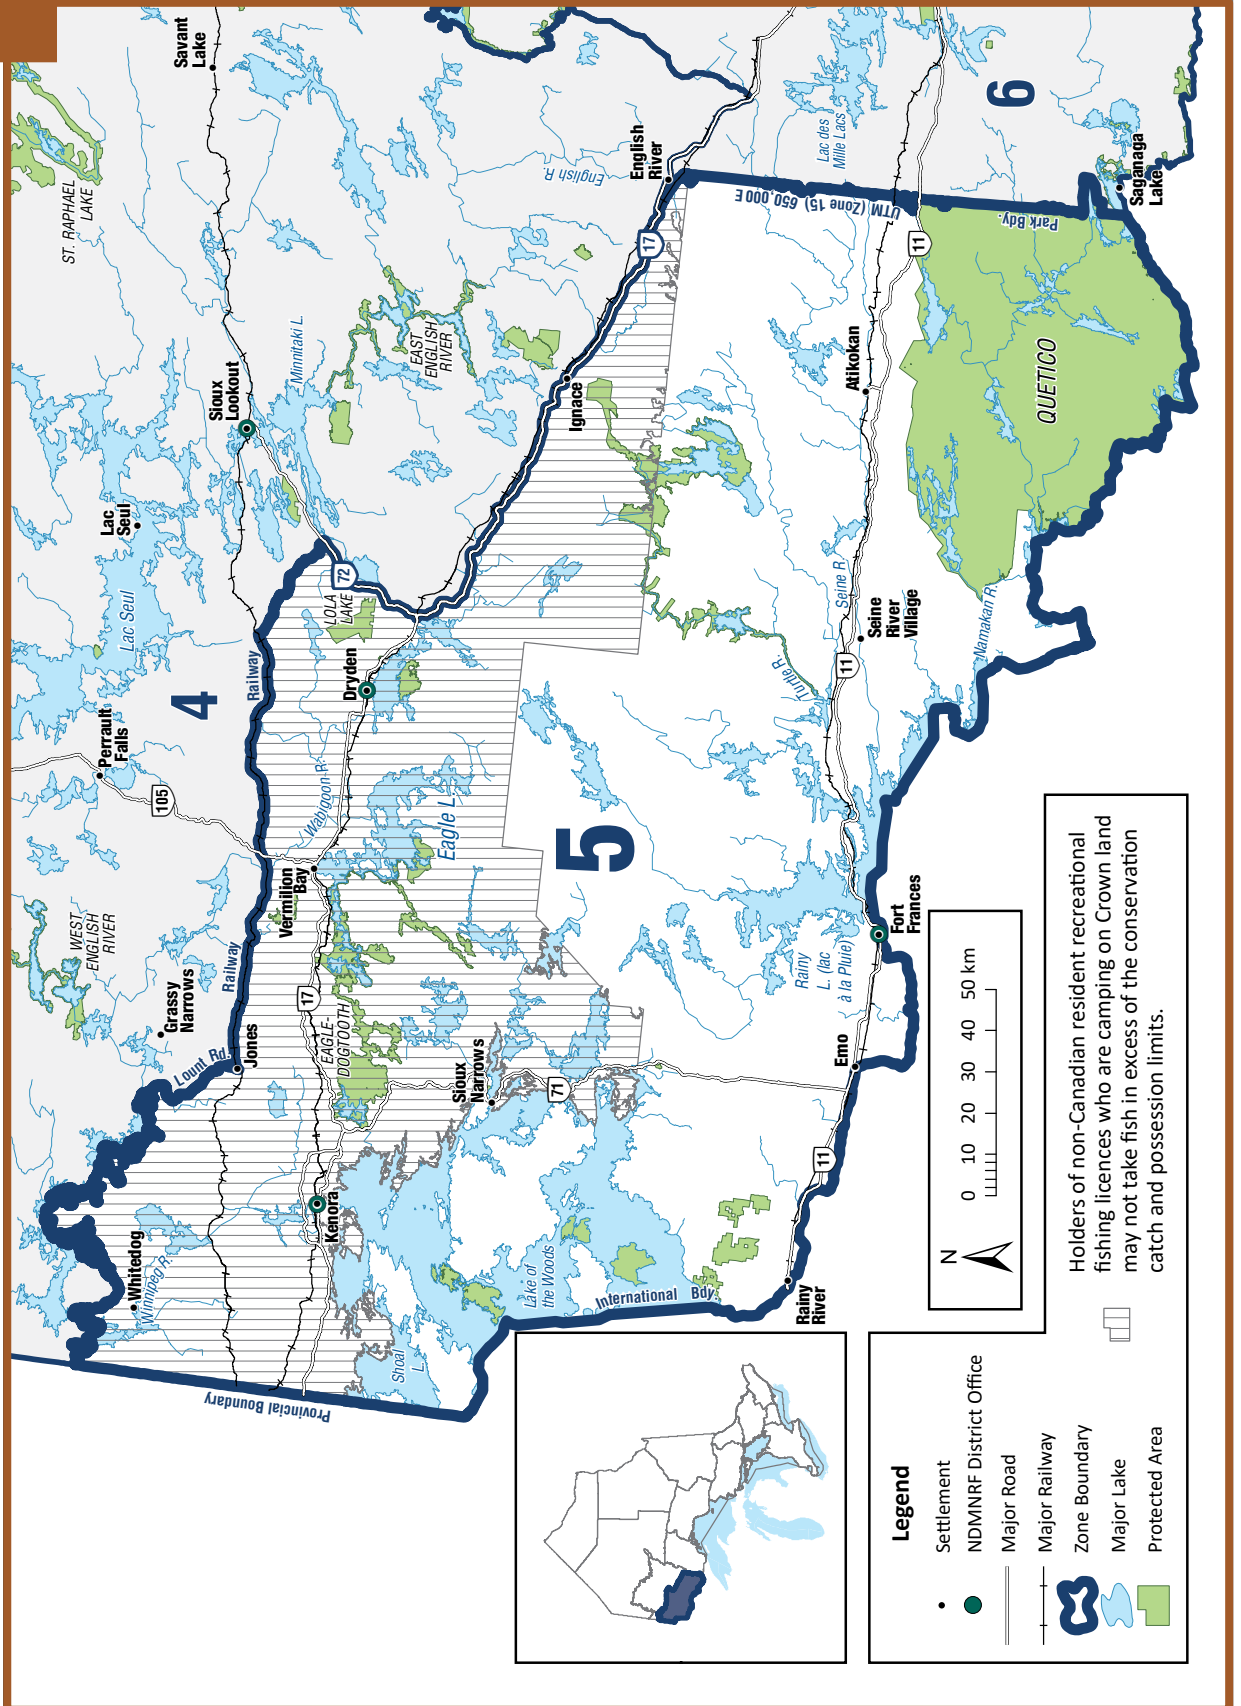 Savant
Lake
ST. RAPHAEL
LAKE
Sioux
Lookout
Minnitaki L.
Lac
Seul
Lac Seul
Perrault
Falls
4
105
WEST
ENGLISH
RIVER
Grassy
Narrows
Railway
Railway
Lount Rd.
Jones
Whitedog
Winnipeg R.
Provincial Boundary
English R.
English
River
EAST
ENGLISH
RIVER
17
Ignace
72
LOLA
LAKE
Dryden
Wabigoon R.
Eagle L.
Vermilion
Bay
17
EAGLE-
DOGTOOTH
Sioux
Narrows
71
Kenora
Shoal
L.
Lake of
the Woods
International Bdy.
5
Lac des
Mille Lacs
6
UTM (Zone 15) 650,000 E
Park Bdy.
Saganaga
Lake
11
Atikokan
QUETICO
Seine R.
Seine
River
Village
Namakan R.
Turtle R.
11
Rainy
L. (lac
à la Pluie)
Fort
Frances
Emo
11
Rainy
River
N
0 10 20 30 40 50 km
Legend
Settlement
NDMNRF District Office
Major Road
Major Railway
Zone Boundary
Major Lake
Protected Area
Holders of non-Canadian resident recreational
fishing licences who are camping on Crown land
may not take fish in excess of the conservation
catch and possession limits.